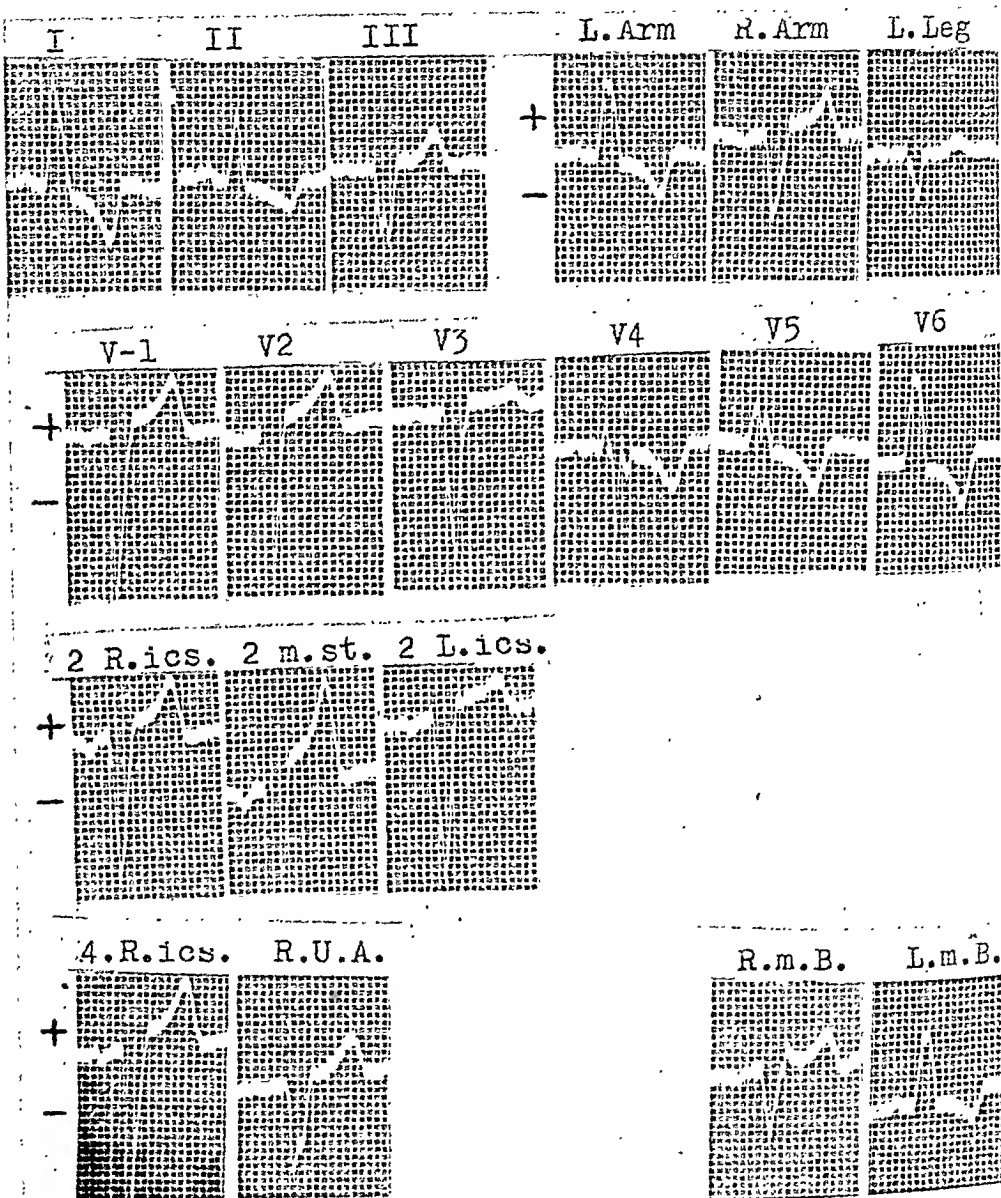 I II III L.Arm R.Arm L.Leg
+
−
V-1 V2 V3 V4 V5 V6
+
−
2 R.ics. 2 m.st. 2 L.ics.
+
−
4.R.ics. R.U.A. R.m.B. L.m.B.
+
−